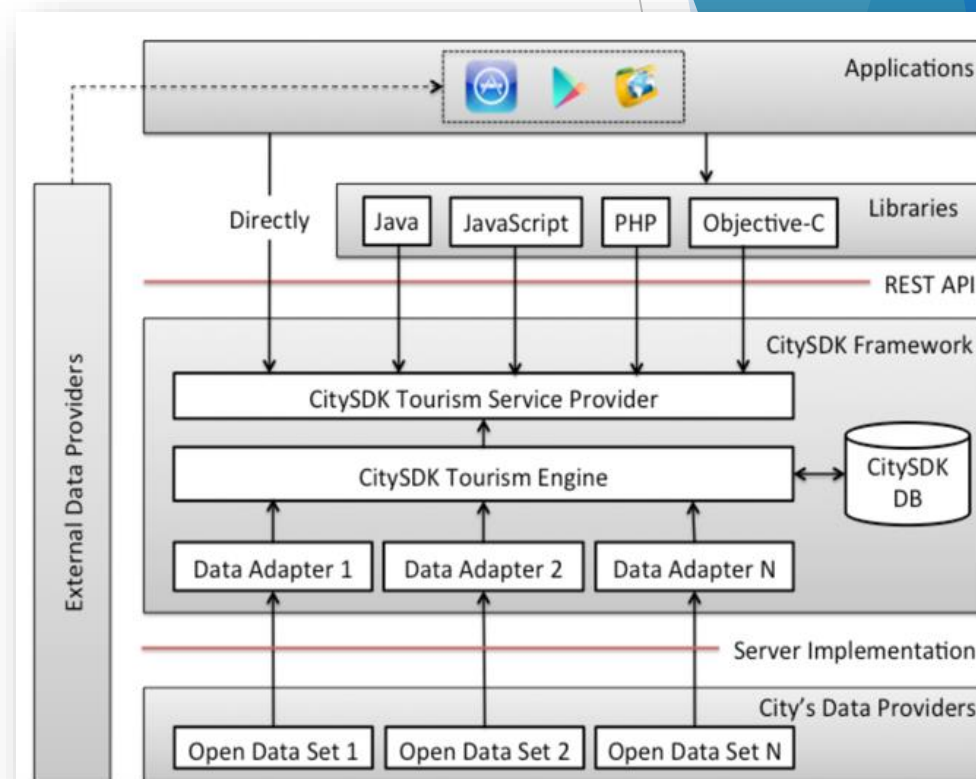 Applications
Directly
Libraries
Java
JavaScript
PHP
Objective-C
REST API
CitySDK Framework
CitySDK Tourism Service Provider
CitySDK Tourism Engine
CitySDK
DB
Data Adapter 1
Data Adapter 2
Data Adapter N
External Data Providers
Server Implementation
City’s Data Providers
Open Data Set 1
Open Data Set 2
Open Data Set N